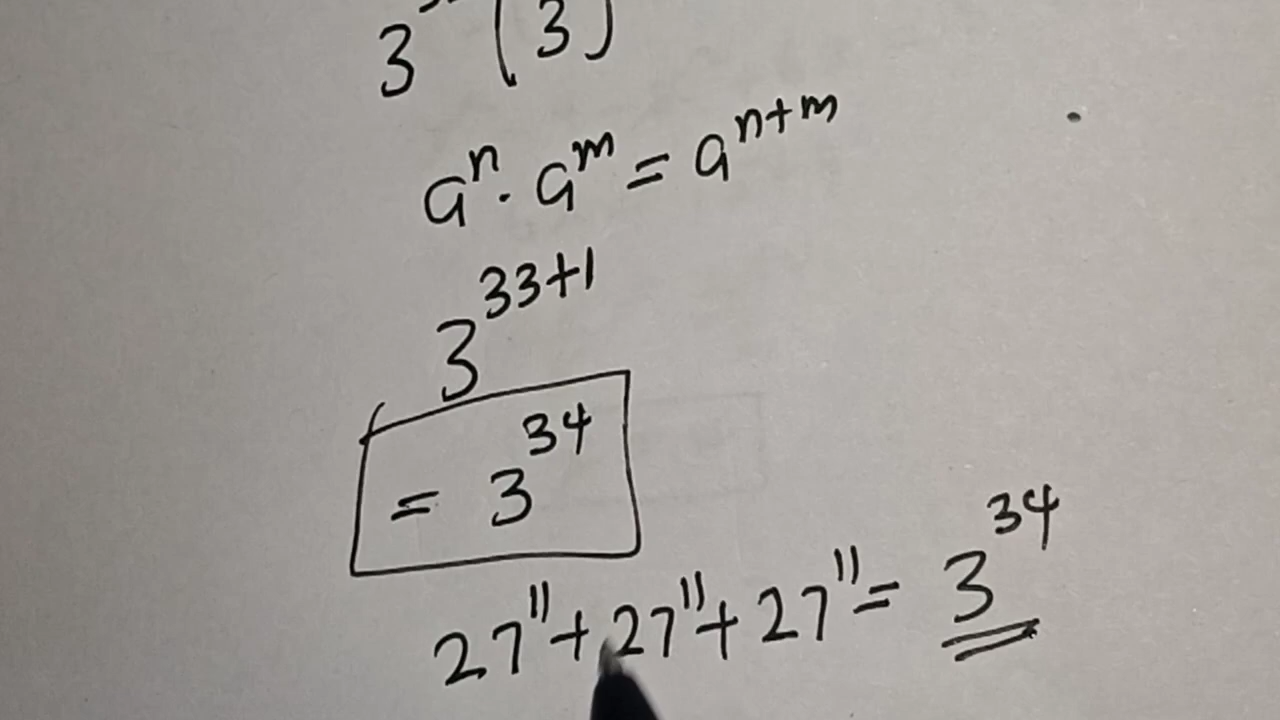 3 (3)
aⁿ · aᵐ = aⁿ⁺ᵐ
3³³⁺¹
= 3³⁴
27¹¹ + 27¹¹ + 27¹¹ = 3³⁴